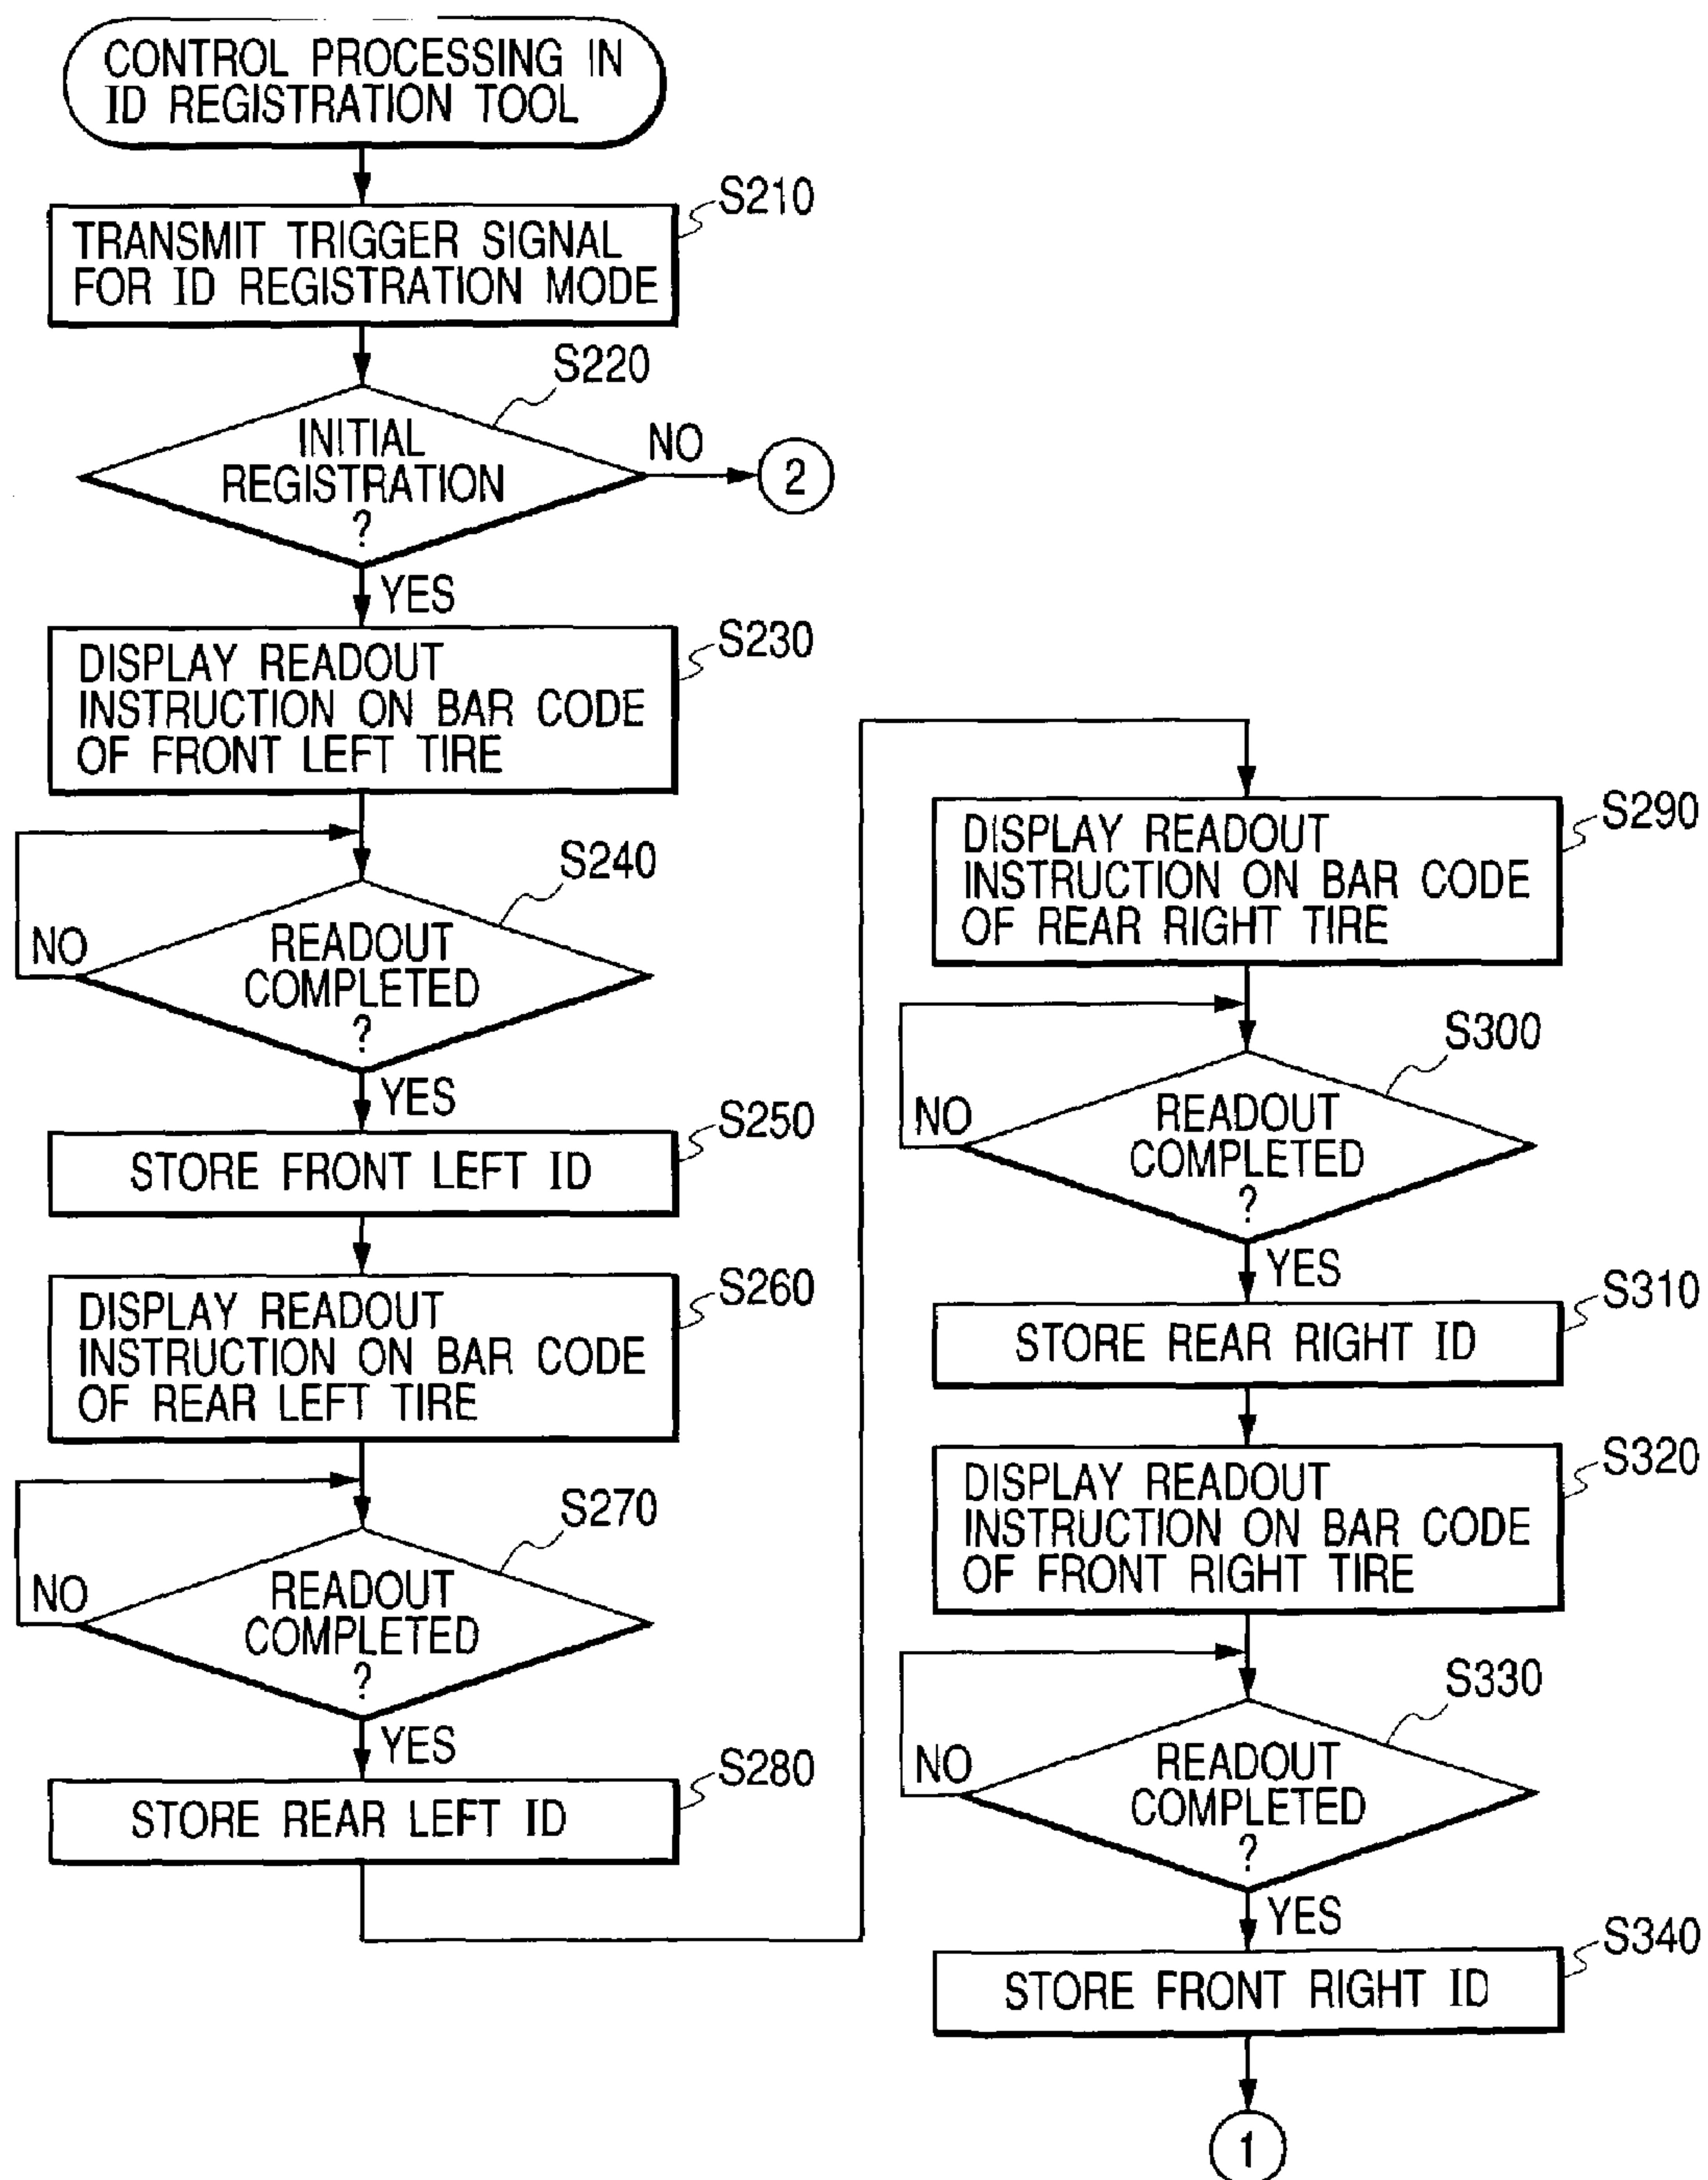 CONTROL PROCESSING IN
ID REGISTRATION TOOL
S210
TRANSMIT TRIGGER SIGNAL
FOR ID REGISTRATION MODE
S220
INITIAL
REGISTRATION
?
NO
2
YES
S230
DISPLAY READOUT
INSTRUCTION ON BAR CODE
OF FRONT LEFT TIRE
S240
NO
READOUT
COMPLETED
?
YES
S250
STORE FRONT LEFT ID
S260
DISPLAY READOUT
INSTRUCTION ON BAR CODE
OF REAR LEFT TIRE
S270
NO
READOUT
COMPLETED
?
YES
S280
STORE REAR LEFT ID
S290
DISPLAY READOUT
INSTRUCTION ON BAR CODE
OF REAR RIGHT TIRE
S300
NO
READOUT
COMPLETED
?
YES
S310
STORE REAR RIGHT ID
S320
DISPLAY READOUT
INSTRUCTION ON BAR CODE
OF FRONT RIGHT TIRE
S330
NO
READOUT
COMPLETED
?
YES
S340
STORE FRONT RIGHT ID
1